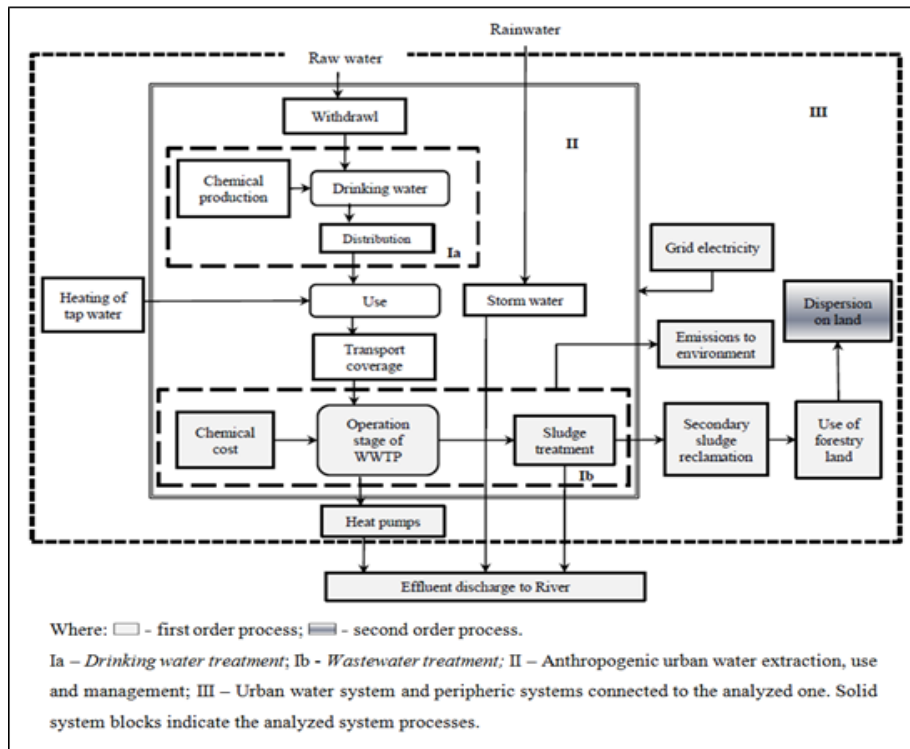 Rainwater
Raw water
III
Withdrawl
II
Chemical
production
Drinking water
Distribution
Ia
Grid electricity
Heating of
tap water
Use
Storm water
Dispersion
on land
Transport
coverage
Emissions to
environment
Chemical
cost
Operation
stage of
WWTP
Sludge
treatment
Ib
Secondary
sludge
reclamation
Use of
forestry
land
Heat pumps
Effluent discharge to River
Where: - first order process; - second order process.
Ia – Drinking water treatment; Ib - Wastewater treatment; II – Anthropogenic urban water extraction, use
and management; III – Urban water system and peripheric systems connected to the analyzed one. Solid
system blocks indicate the analyzed system processes.